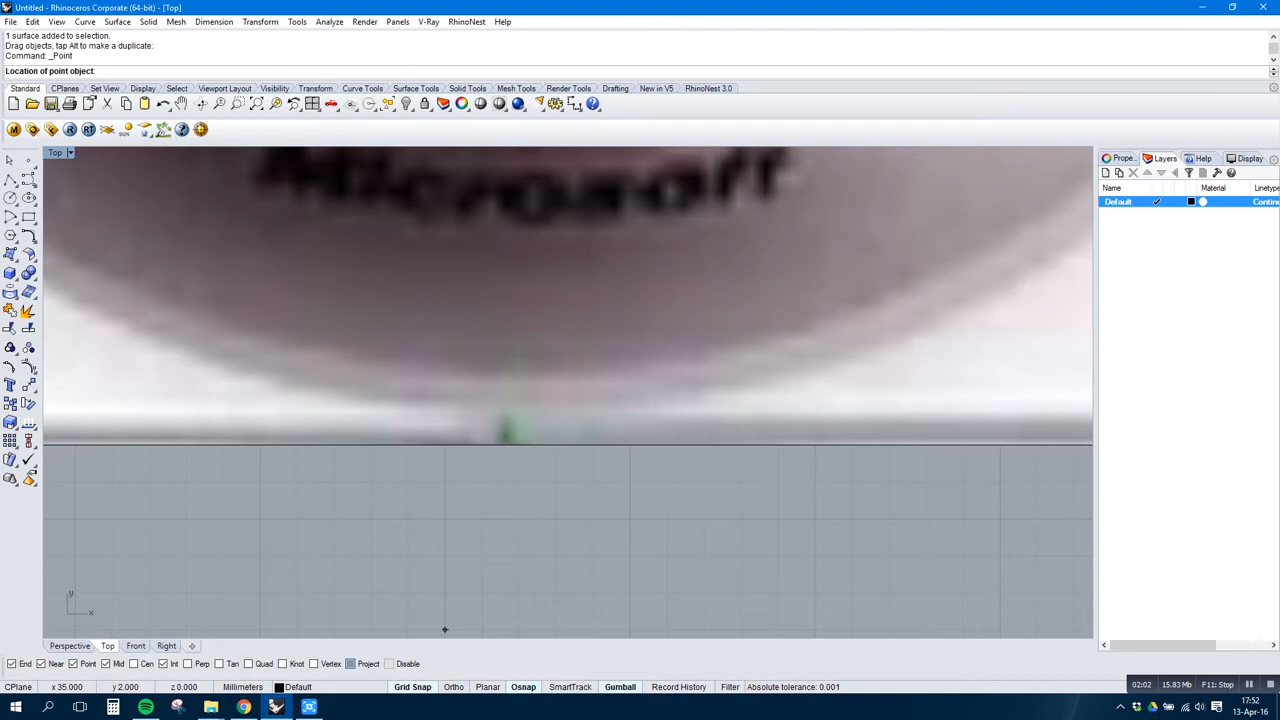 Untitled - Rhinoceros Corporate (64-bit) - [Top]
File Edit View Curve Surface Solid Mesh Dimension Transform Tools Analyze Render Panels V-Ray RhinoNest Help
1 surface added to selection.
Drag objects, tap Alt to make a duplicate:
Command: _Point
Location of point object:
Standard CPlanes Set View Display Select Viewport Layout Visibility Transform Curve Tools Surface Tools Solid Tools Mesh Tools Render Tools Drafting New in V5 RhinoNest 3.0
M R RT SUN
Top Prope... Layers Help Display
Name Material Linetype
Default Contin
y
x
Perspective Top Front Right
End Near Point Mid Cen Int Perp Tan Quad Knot Vertex Project Disable
CPlane x 35.000 y 2.000 z 0.000 Millimeters Default Grid Snap Ortho Planar Osnap SmartTrack Gumball Record History Filter Absolute tolerance: 0.001
02:02 15.83 Mb F11: Stop
17:52
13-Apr-16